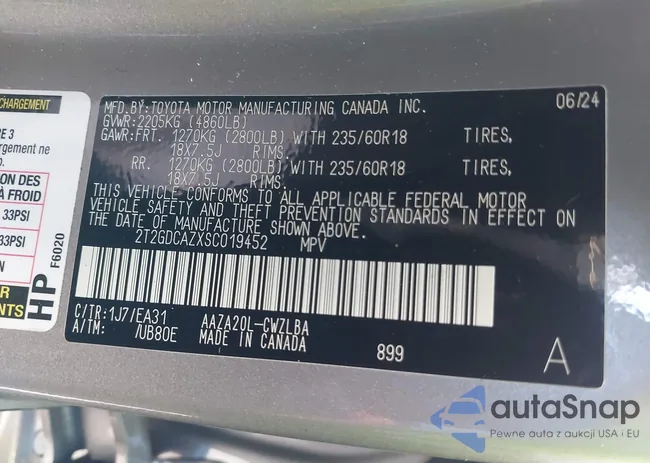 CHARGEMENT
E 3
argement ne
ION DES
À FROID
33PSI
33PSI
N
R
ENTS
HP
F6020
MFD.BY:TOYOTA MOTOR MANUFACTURING CANADA INC. 06/24
GVWR:2205KG (4860LB)
GAWR:FRT. 1270KG (2800LB) WITH 235/60R18 TIRES,
18X7.5J RIMS
RR. 1270KG (2800LB) WITH 235/60R18 TIRES,
18X7.5J RIMS
THIS VEHICLE CONFORMS TO ALL APPLICABLE FEDERAL MOTOR
VEHICLE SAFETY AND THEFT PREVENTION STANDARDS IN EFFECT ON
THE DATE OF MANUFACTURE SHOWN ABOVE.
2T2GDCAZXSC019452 MPV
C/TR:1J7/EA31 AAZA20L-CWZLBA
A/TM: /UB80E MADE IN CANADA 899 A
autaSnap
Pewne auta z aukcji USA i EU